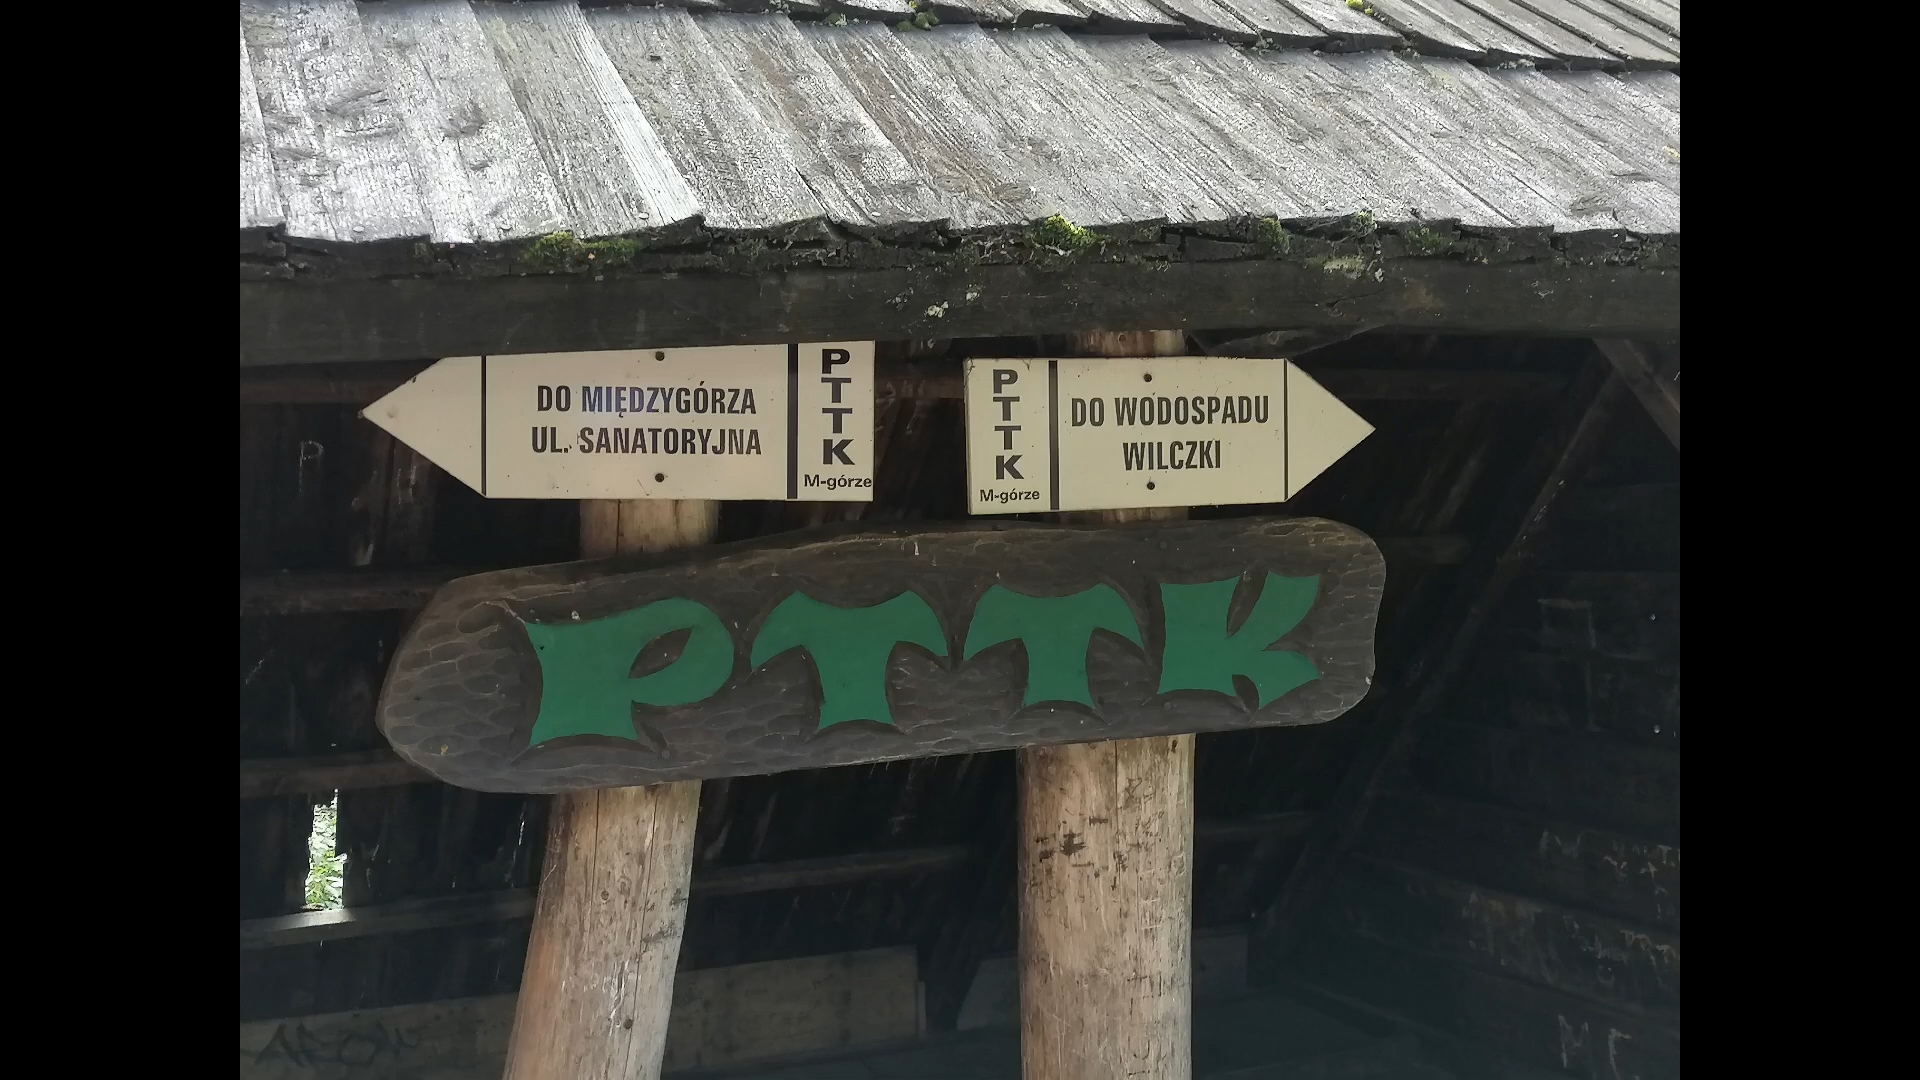 DO MIĘDZYGÓRZA
UL. SANATORYJNA
PTTK
M-górze
PTTK
M-górze
DO WODOSPADU
WILCZKI
PTTK